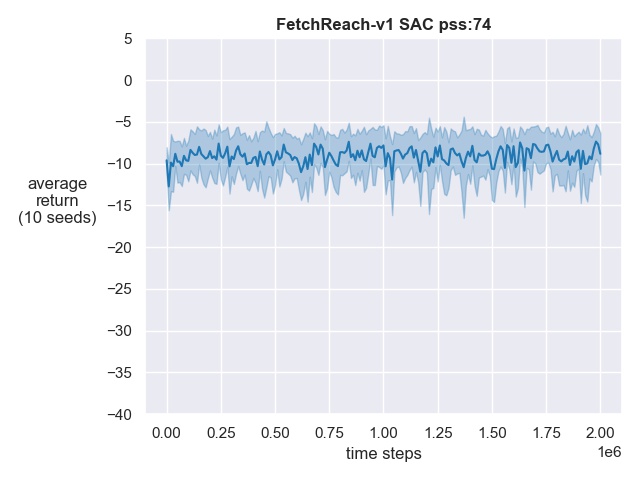 FetchReach-v1 SAC pss:74
5
0
−5
−10
−15
−20
−25
−30
−35
−40
average
return
(10 seeds)
0.00 0.25 0.50 0.75 1.00 1.25 1.50 1.75 2.00
1e6
time steps